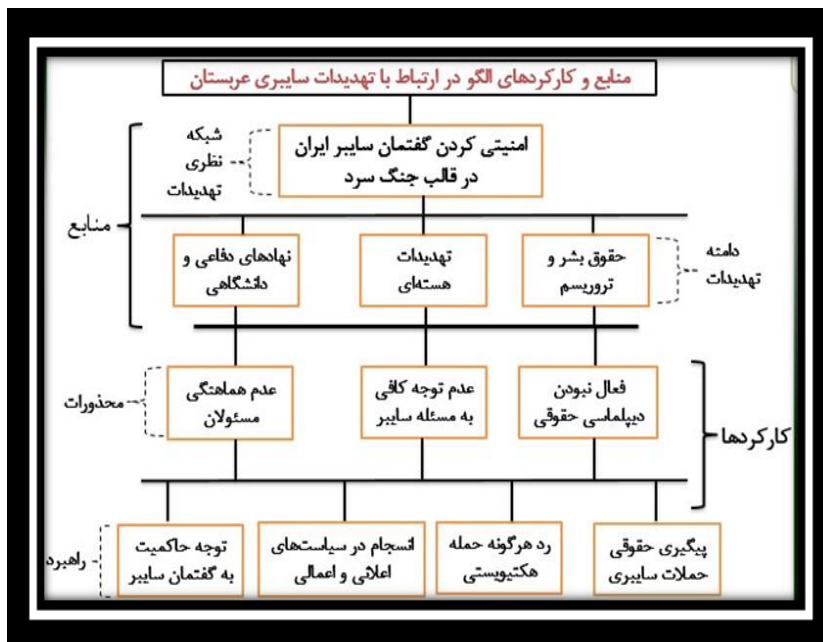 منابع و کارکردهای الگو در ارتباط با تهدیدات سایبری عربستان
امنیتی کردن گفتمان سایبر ایران
در قالب جنگ سرد
شبکه
نظری
تهدیدات
منابع
حقوق بشر و
تروریسم
تهدیدات
هسته‌ای
نهادهای دفاعی و
دانشگاهی
دامنه
تهدیدات
فعال نبودن
دیپلماسی حقوقی
عدم توجه کافی
به مسئله سایبر
عدم هماهنگی
مسئولان
محذورات
کارکردها
پیگیری حقوقی
حملات سایبری
رد هرگونه حمله
هکتیویستی
انسجام در سیاست‌های
اعلانی و اعمالی
توجه حاکمیت
به گفتمان سایبر
راهبرد